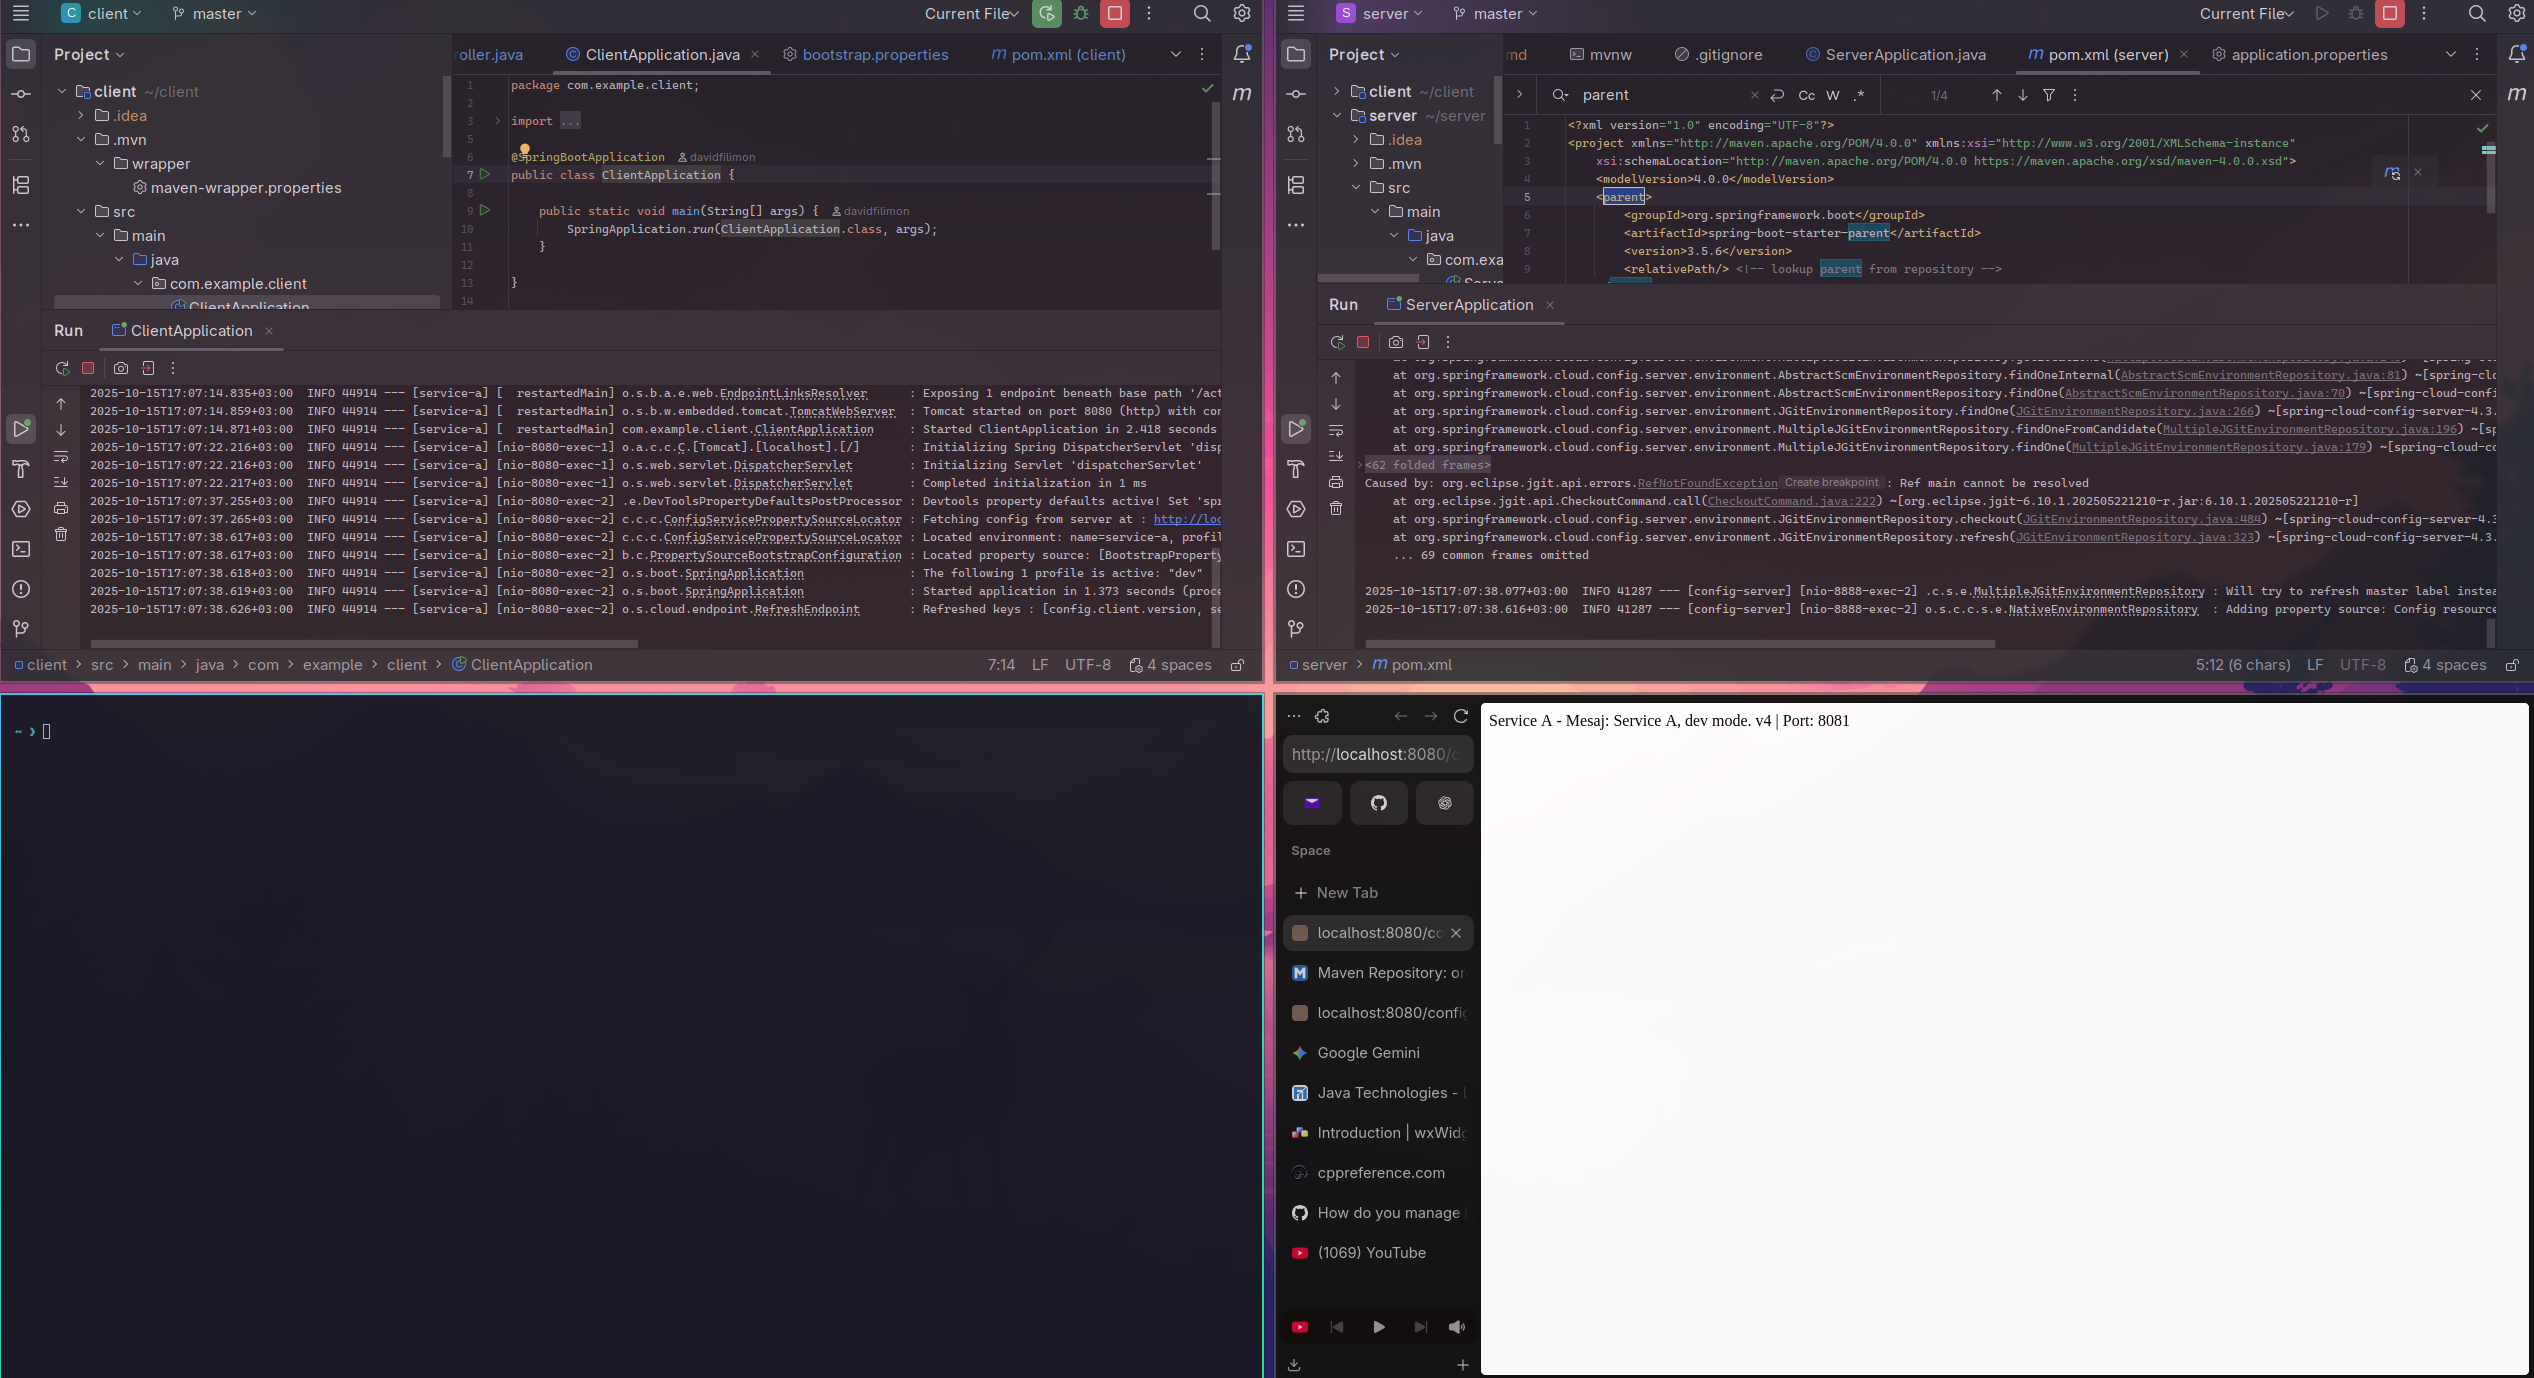 client
master
Current File
Project
roller.java
ClientApplication.java
bootstrap.properties
pom.xml (client)
client ~/client
.idea
.mvn
wrapper
maven-wrapper.properties
src
main
java
com.example.client
ClientApplication
1 package com.example.client;
2
3 import ...
5
6 @SpringBootApplication davidfilimon
7 public class ClientApplication {
8
9 public static void main(String[] args) { davidfilimon
10 SpringApplication.run(ClientApplication.class, args);
11 }
12
13 }
14
Run
ClientApplication
2025-10-15T17:07:14.835+03:00 INFO 44914 --- [service-a] [ restartedMain] o.s.b.a.e.web.EndpointLinksResolver : Exposing 1 endpoint beneath base path '/act
2025-10-15T17:07:14.859+03:00 INFO 44914 --- [service-a] [ restartedMain] o.s.b.w.embedded.tomcat.TomcatWebServer : Tomcat started on port 8080 (http) with con
2025-10-15T17:07:14.871+03:00 INFO 44914 --- [service-a] [ restartedMain] com.example.client.ClientApplication : Started ClientApplication in 2.418 seconds
2025-10-15T17:07:22.216+03:00 INFO 44914 --- [service-a] [nio-8080-exec-1] o.a.c.c.C.[Tomcat].[localhost].[/] : Initializing Spring DispatcherServlet 'disp
2025-10-15T17:07:22.216+03:00 INFO 44914 --- [service-a] [nio-8080-exec-1] o.s.web.servlet.DispatcherServlet : Initializing Servlet 'dispatcherServlet'
2025-10-15T17:07:22.217+03:00 INFO 44914 --- [service-a] [nio-8080-exec-1] o.s.web.servlet.DispatcherServlet : Completed initialization in 1 ms
2025-10-15T17:07:37.255+03:00 INFO 44914 --- [service-a] [nio-8080-exec-2] .e.DevToolsPropertyDefaultsPostProcessor : Devtools property defaults active! Set 'spr
2025-10-15T17:07:37.265+03:00 INFO 44914 --- [service-a] [nio-8080-exec-2] c.c.c.ConfigServicePropertySourceLocator : Fetching config from server at : http://loc
2025-10-15T17:07:38.617+03:00 INFO 44914 --- [service-a] [nio-8080-exec-2] c.c.c.ConfigServicePropertySourceLocator : Located environment: name=service-a, profil
2025-10-15T17:07:38.617+03:00 INFO 44914 --- [service-a] [nio-8080-exec-2] b.c.PropertySourceBootstrapConfiguration : Located property source: [BootstrapProperty
2025-10-15T17:07:38.618+03:00 INFO 44914 --- [service-a] [nio-8080-exec-2] o.s.boot.SpringApplication : The following 1 profile is active: "dev"
2025-10-15T17:07:38.619+03:00 INFO 44914 --- [service-a] [nio-8080-exec-2] o.s.boot.SpringApplication : Started application in 1.373 seconds (proce
2025-10-15T17:07:38.626+03:00 INFO 44914 --- [service-a] [nio-8080-exec-2] o.s.cloud.endpoint.RefreshEndpoint : Refreshed keys : [config.client.version, se
client > src > main > java > com > example > client > ClientApplication
7:14 LF UTF-8 4 spaces
S server
master
Current File
Project
md
mvnw
.gitignore
ServerApplication.java
pom.xml (server)
application.properties
client ~/client
server ~/server
.idea
.mvn
src
main
java
com.exa
parent
Cc W .*
1/4
1 <?xml version="1.0" encoding="UTF-8"?>
2 <project xmlns="http://maven.apache.org/POM/4.0.0" xmlns:xsi="http://www.w3.org/2001/XMLSchema-instance"
3 xsi:schemaLocation="http://maven.apache.org/POM/4.0.0 https://maven.apache.org/xsd/maven-4.0.0.xsd">
4 <modelVersion>4.0.0</modelVersion>
5 <parent>
6 <groupId>org.springframework.boot</groupId>
7 <artifactId>spring-boot-starter-parent</artifactId>
8 <version>3.5.6</version>
9 <relativePath/> <!-- lookup parent from repository -->
Run
ServerApplication
at org.springframework.cloud.config.server.environment.AbstractScmEnvironmentRepository.findOneInternal(AbstractScmEnvironmentRepository.java:81) ~[spring-clo
at org.springframework.cloud.config.server.environment.AbstractScmEnvironmentRepository.findOne(AbstractScmEnvironmentRepository.java:70) ~[spring-cloud-confi
at org.springframework.cloud.config.server.environment.JGitEnvironmentRepository.findOne(JGitEnvironmentRepository.java:266) ~[spring-cloud-config-server-4.3.
at org.springframework.cloud.config.server.environment.MultipleJGitEnvironmentRepository.findOneFromCandidate(MultipleJGitEnvironmentRepository.java:196) ~[sp
at org.springframework.cloud.config.server.environment.MultipleJGitEnvironmentRepository.findOne(MultipleJGitEnvironmentRepository.java:179) ~[spring-cloud-co
<62 folded frames>
Caused by: org.eclipse.jgit.api.errors.RefNotFoundException Create breakpoint : Ref main cannot be resolved
at org.eclipse.jgit.api.CheckoutCommand.call(CheckoutCommand.java:222) ~[org.eclipse.jgit-6.10.1.202505221210-r.jar:6.10.1.202505221210-r]
at org.springframework.cloud.config.server.environment.JGitEnvironmentRepository.checkout(JGitEnvironmentRepository.java:484) ~[spring-cloud-config-server-4.3
at org.springframework.cloud.config.server.environment.JGitEnvironmentRepository.refresh(JGitEnvironmentRepository.java:323) ~[spring-cloud-config-server-4.3.
... 69 common frames omitted
2025-10-15T17:07:38.077+03:00 INFO 41287 --- [config-server] [nio-8888-exec-2] .c.s.e.MultipleJGitEnvironmentRepository : Will try to refresh master label instea
2025-10-15T17:07:38.616+03:00 INFO 41287 --- [config-server] [nio-8888-exec-2] o.s.c.c.s.e.NativeEnvironmentRepository : Adding property source: Config resource
server > pom.xml
5:12 (6 chars) LF UTF-8 4 spaces
~ ❯
http://localhost:8080/c
Space
New Tab
localhost:8080/co
Maven Repository: or
localhost:8080/config
Google Gemini
Java Technologies -
Introduction | wxWidg
cppreference.com
How do you manage
(1069) YouTube
Service A - Mesaj: Service A, dev mode. v4 | Port: 8081